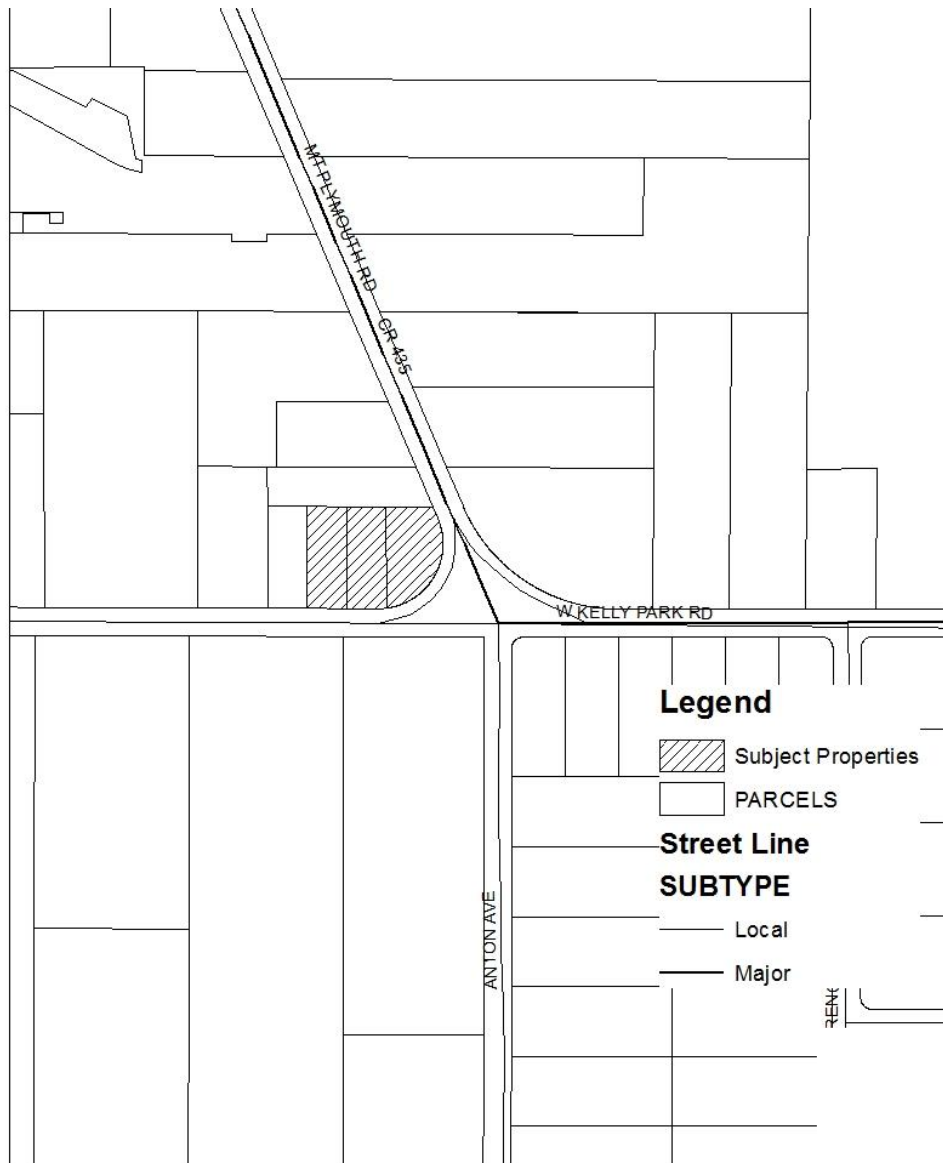 MT PLYMOUTH RD
CR 435
W KELLY PARK RD
Legend
Subject Properties
PARCELS
Street Line
SUBTYPE
Local
Major
ANTON AVE